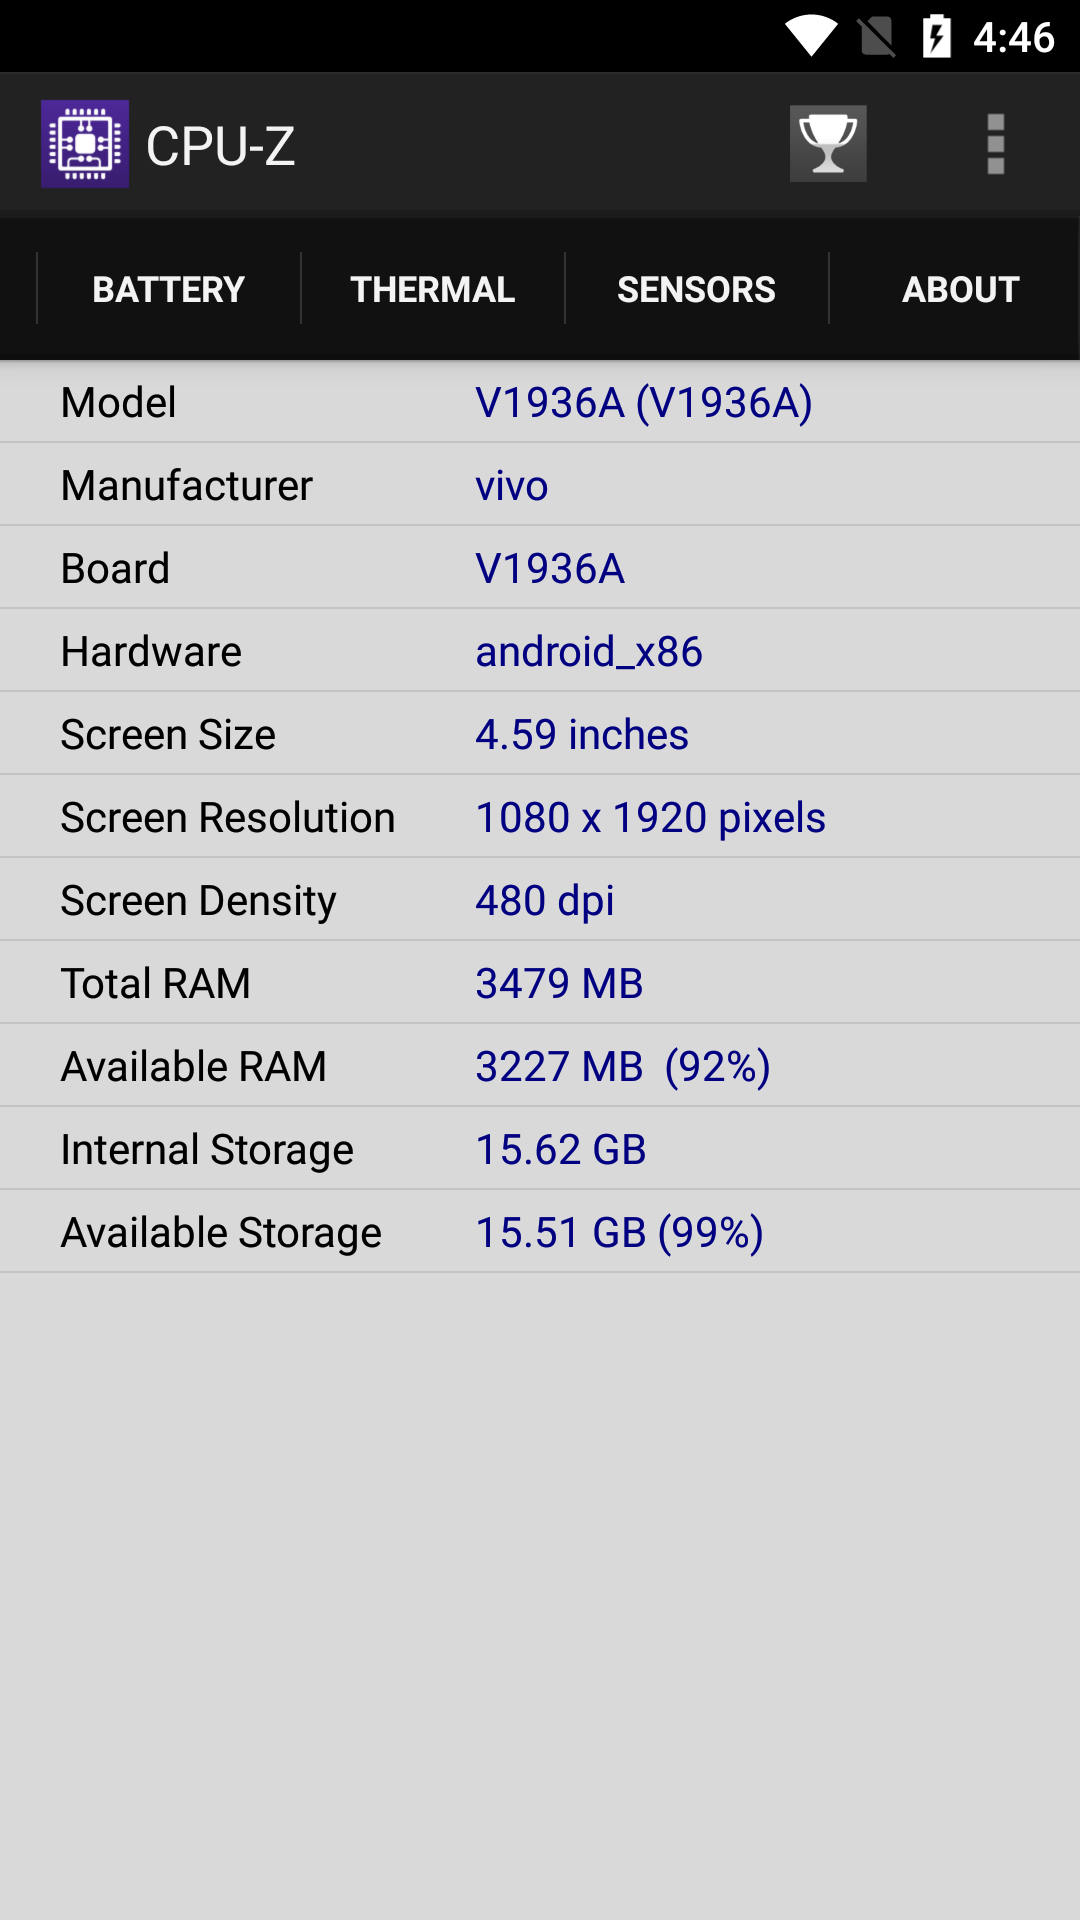 4:46
CPU-Z
BATTERY THERMAL SENSORS ABOUT
Model V1936A (V1936A)
Manufacturer vivo
Board V1936A
Hardware android_x86
Screen Size 4.59 inches
Screen Resolution 1080 x 1920 pixels
Screen Density 480 dpi
Total RAM 3479 MB
Available RAM 3227 MB (92%)
Internal Storage 15.62 GB
Available Storage 15.51 GB (99%)